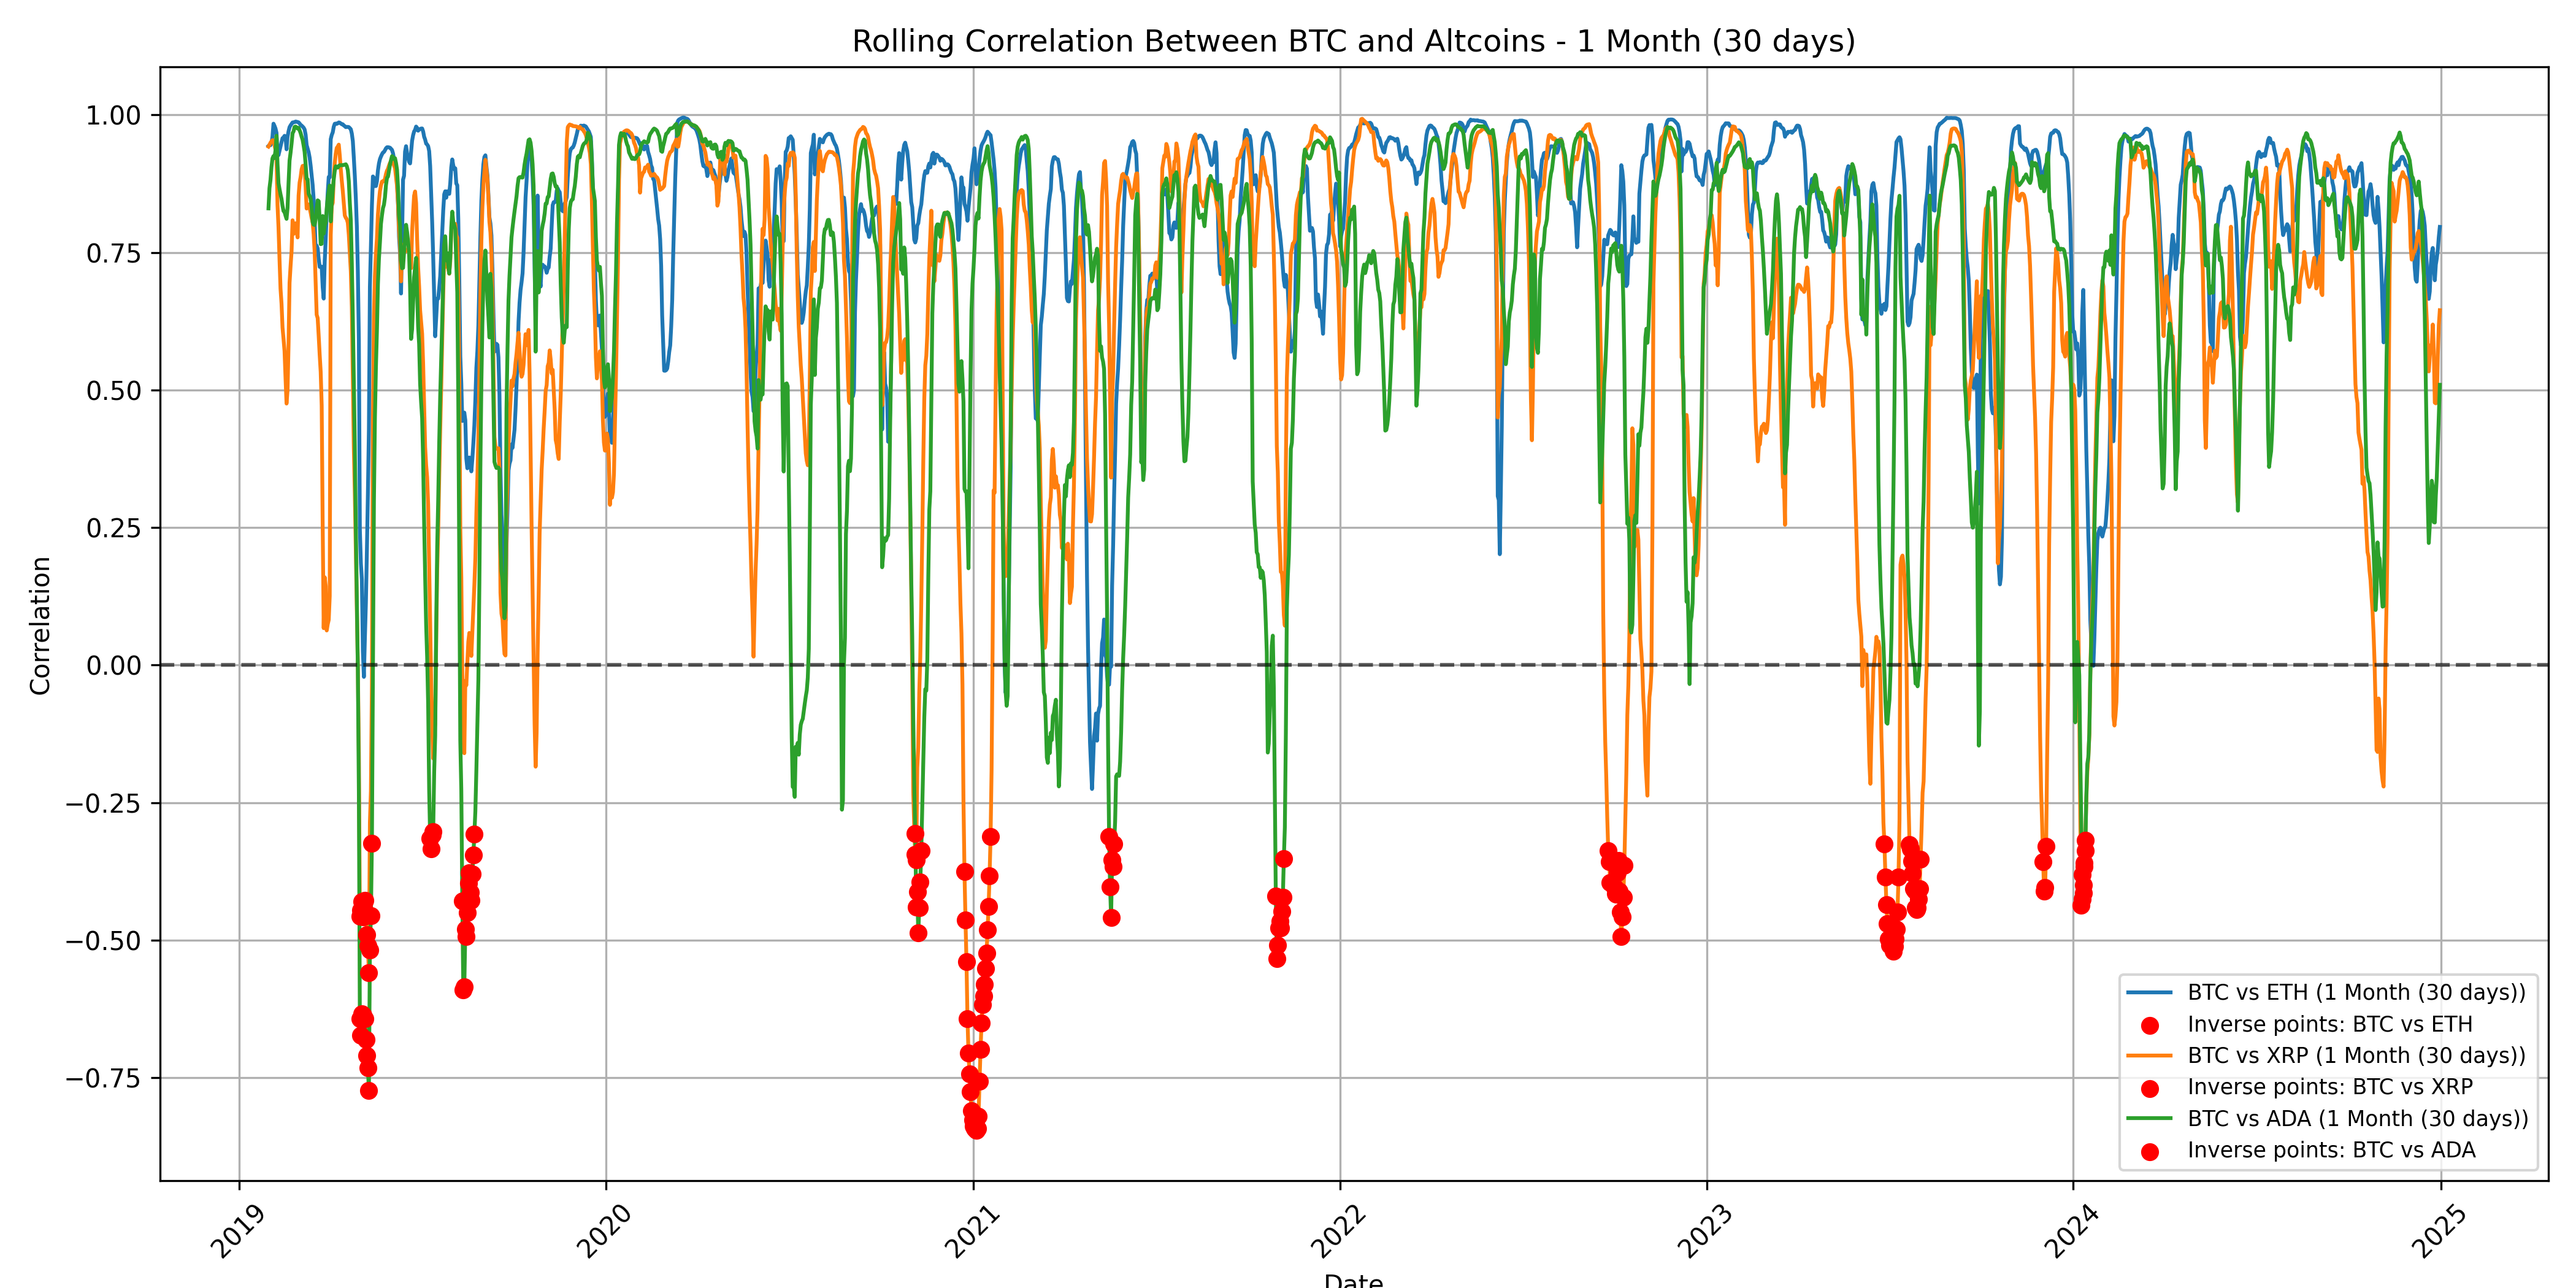 Rolling Correlation Between BTC and Altcoins - 1 Month (30 days)
1.00
0.75
0.50
0.25
0.00
−0.25
−0.50
−0.75
Correlation
BTC vs ETH (1 Month (30 days))
Inverse points: BTC vs ETH
BTC vs XRP (1 Month (30 days))
Inverse points: BTC vs XRP
BTC vs ADA (1 Month (30 days))
Inverse points: BTC vs ADA
2019
2020
2021
2022
2023
2024
2025
Date